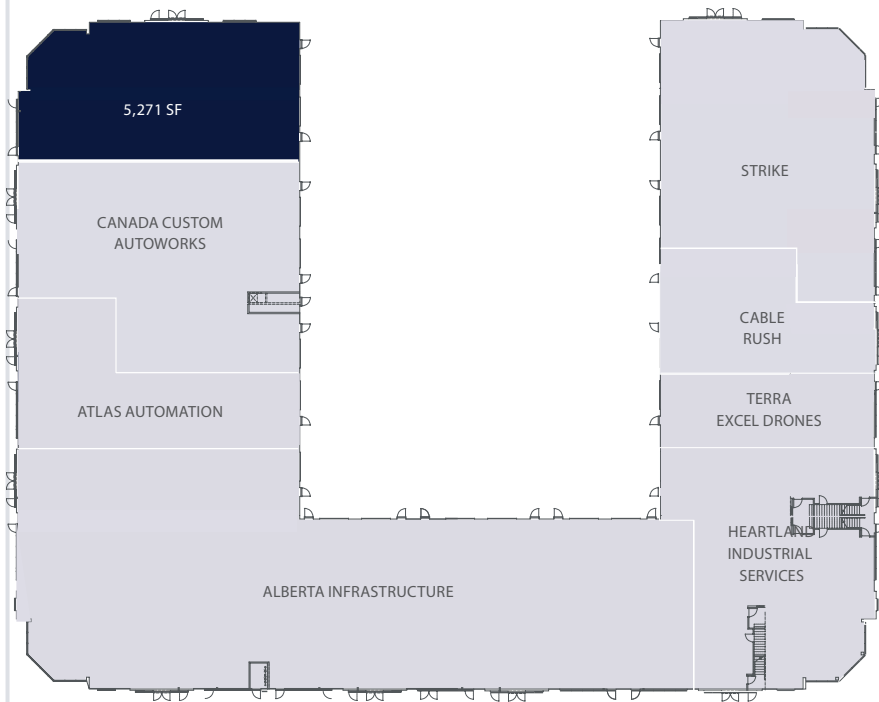 5,271 SF
STRIKE
CANADA CUSTOM
AUTOWORKS
CABLE
RUSH
ATLAS AUTOMATION
TERRA
EXCEL DRONES
HEARTLAND
INDUSTRIAL
SERVICES
ALBERTA INFRASTRUCTURE